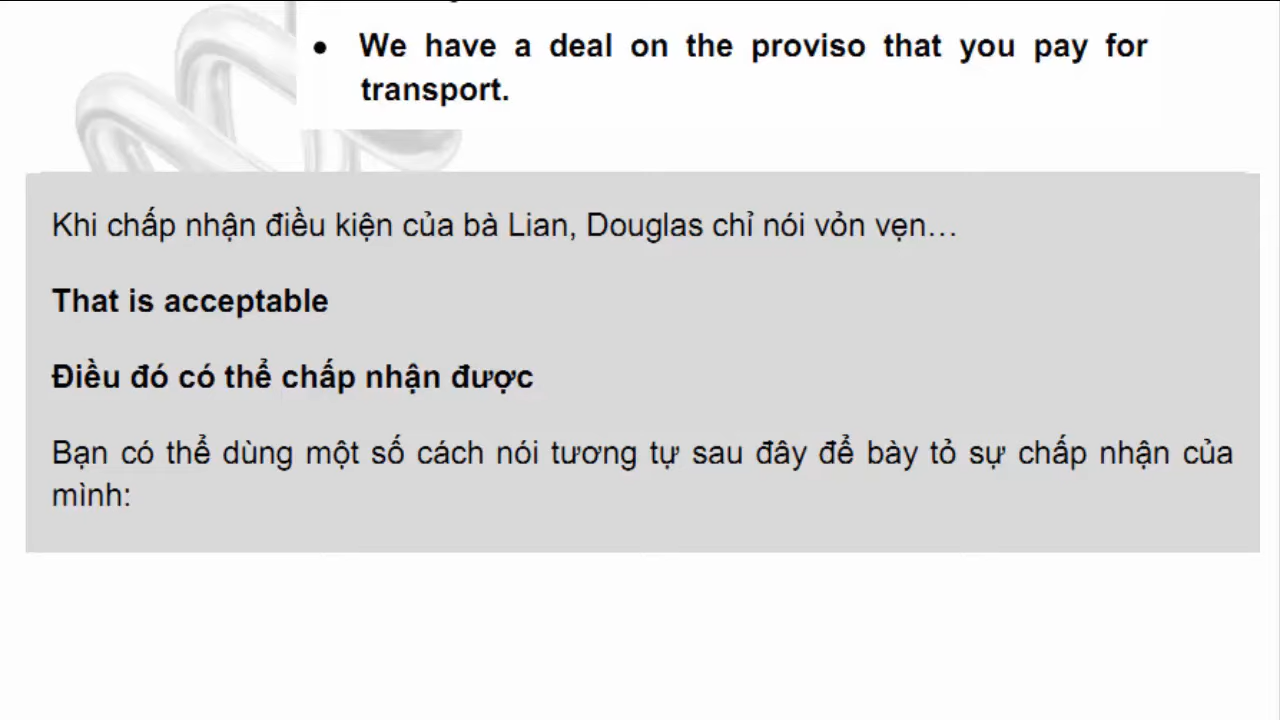 • We have a deal on the proviso that you pay for
transport.
Khi chấp nhận điều kiện của bà Lian, Douglas chỉ nói vỏn vẹn…
That is acceptable
Điều đó có thể chấp nhận được
Bạn có thể dùng một số cách nói tương tự sau đây để bày tỏ sự chấp nhận của
mình: